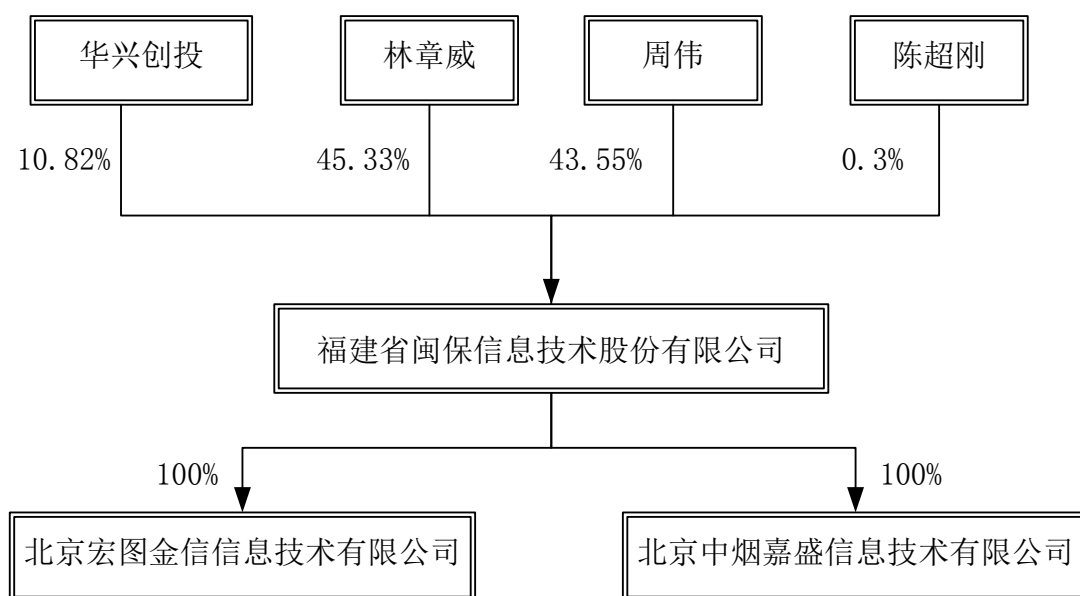 华兴创投
林章威
周伟
陈超刚
10.82%
45.33%
43.55%
0.3%
福建省闽保信息技术股份有限公司
100%
100%
北京宏图金信信息技术有限公司
北京中烟嘉盛信息技术有限公司